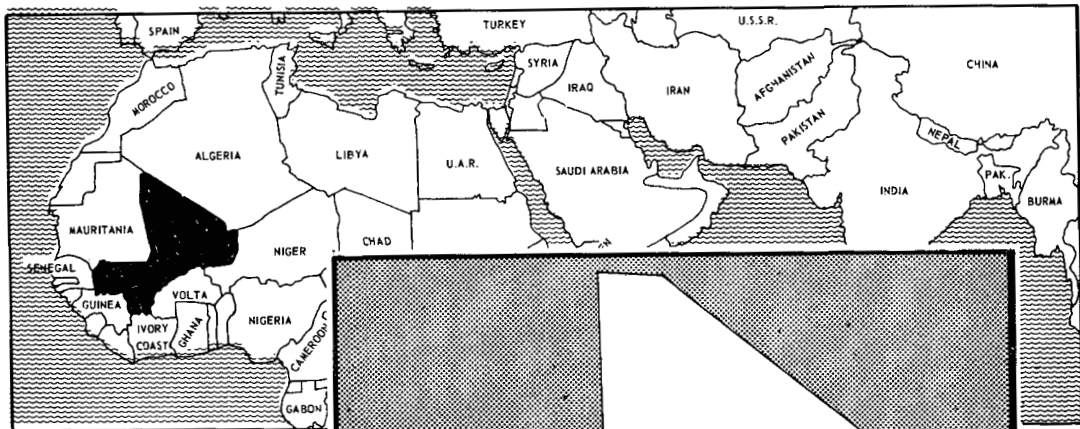 SPAIN
TURKEY
U.S.S.R.
CHINA
SYRIA
TUNISIA
MOROCCO
IRAQ
IRAN
AFGHANISTAN
PAKISTAN
NEPAL
ALGERIA
LIBYA
U.A.R.
SAUDI ARABIA
INDIA
PAK.
BURMA
MAURITANIA
NIGER
CHAD
SENEGAL
GUINEA
VOLTA
IVORY
COAST
GHANA
NIGERIA
CAMEROON
GABON